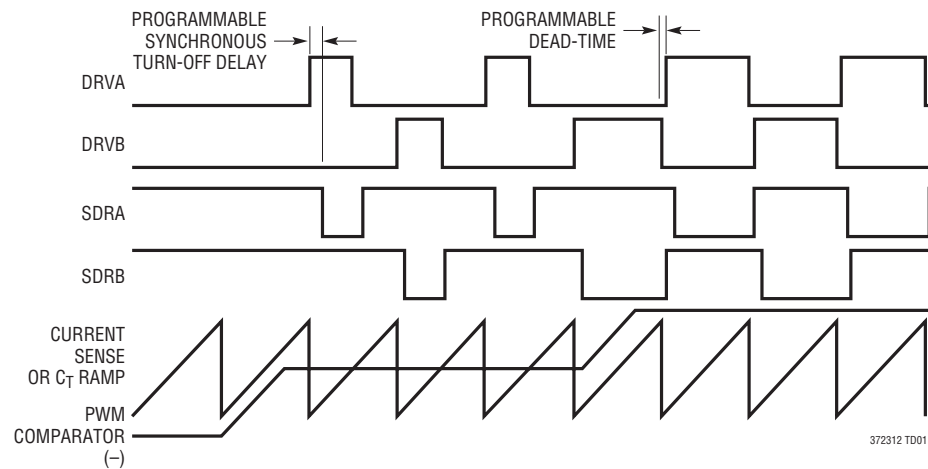 PROGRAMMABLE
SYNCHRONOUS
TURN-OFF DELAY
PROGRAMMABLE
DEAD-TIME
DRVA
DRVB
SDRA
SDRB
CURRENT
SENSE
OR CT RAMP
PWM
COMPARATOR
(–)
372312 TD01